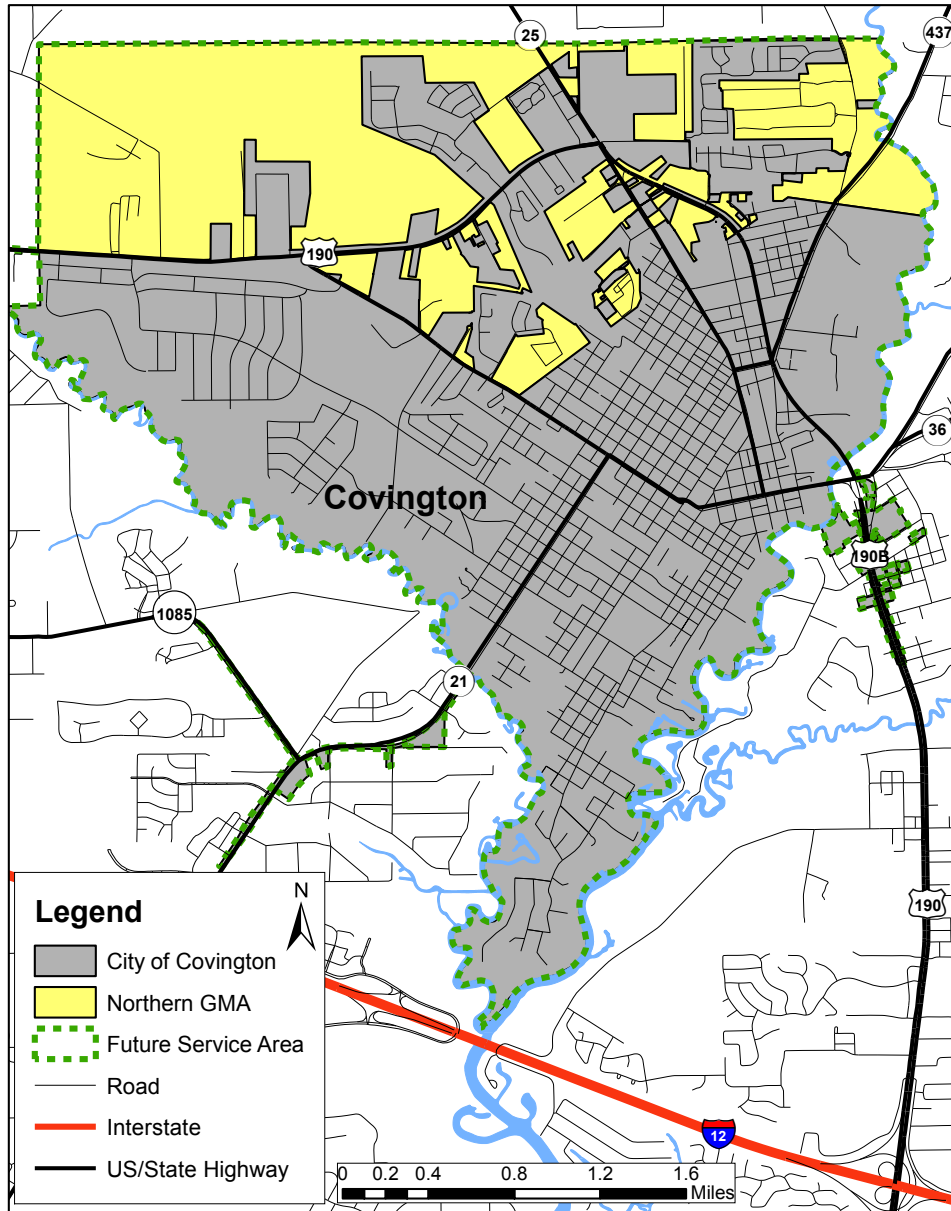 25
437
190
36
Covington
190B
1085
21
190
Legend
N
City of Covington
Northern GMA
Future Service Area
Road
Interstate
US/State Highway
12
0 0.2 0.4 0.8 1.2 1.6
Miles